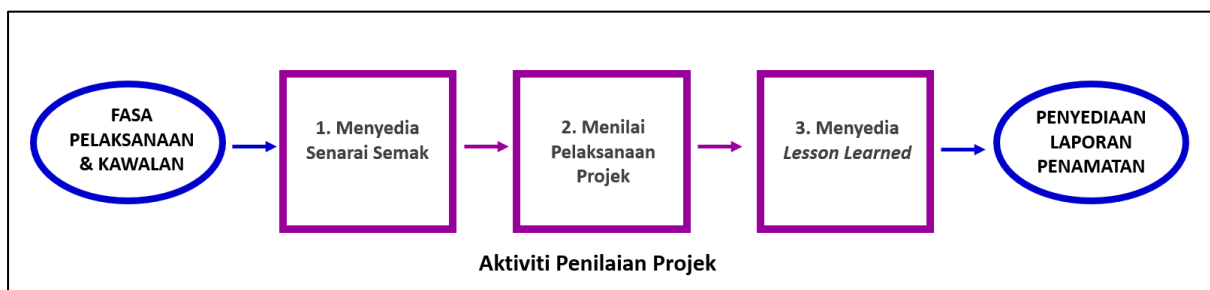 FASA
PELAKSANAAN
& KAWALAN
1. Menyedia
Senarai Semak
2. Menilai
Pelaksanaan
Projek
3. Menyedia
Lesson Learned
PENYEDIAAN
LAPORAN
PENAMATAN
Aktiviti Penilaian Projek